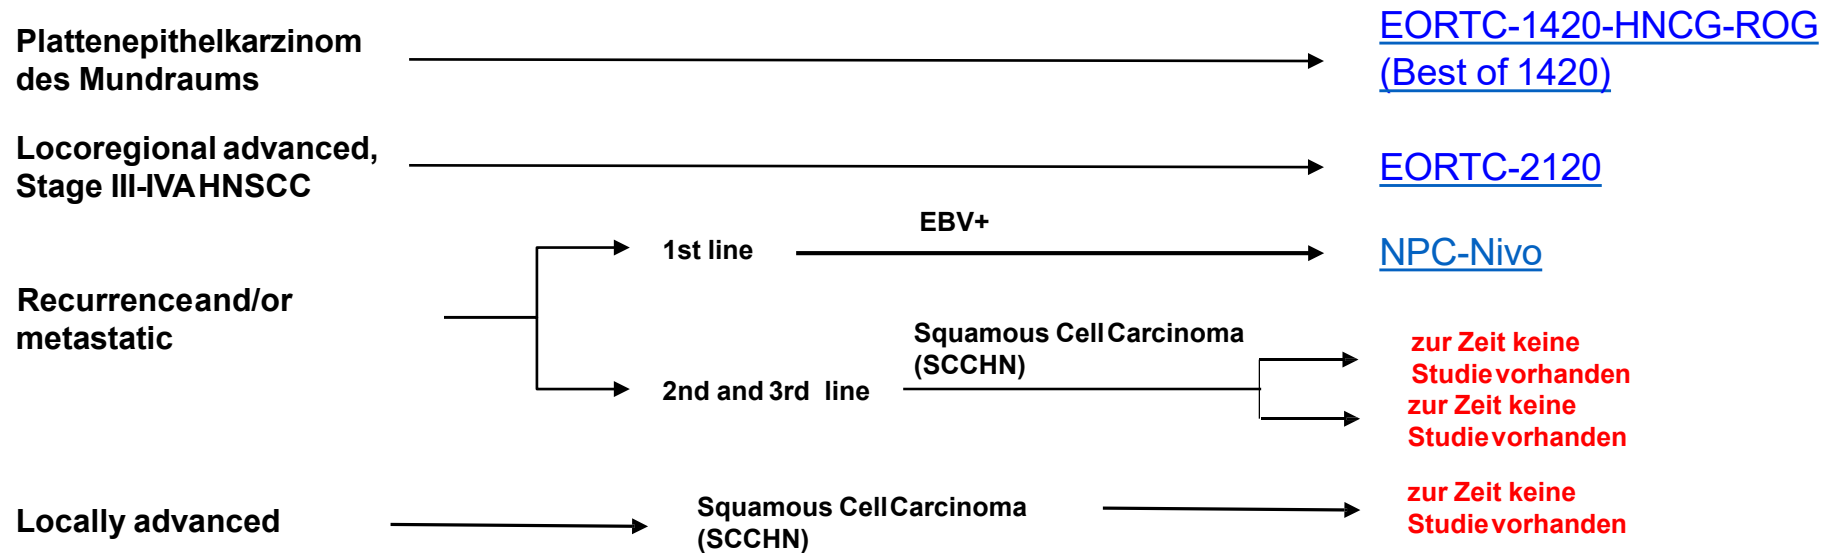 Plattenepithelkarzinom
des Mundraums
EORTC-1420-HNCG-ROG
(Best of 1420)
Locoregional advanced,
Stage III-IVA HNSCC
EORTC-2120
Recurrence and/or
metastatic
1st line
EBV+
NPC-Nivo
2nd and 3rd line
Squamous Cell Carcinoma
(SCCHN)
zur Zeit keine
Studie vorhanden
zur Zeit keine
Studie vorhanden
Locally advanced
Squamous Cell Carcinoma
(SCCHN)
zur Zeit keine
Studie vorhanden